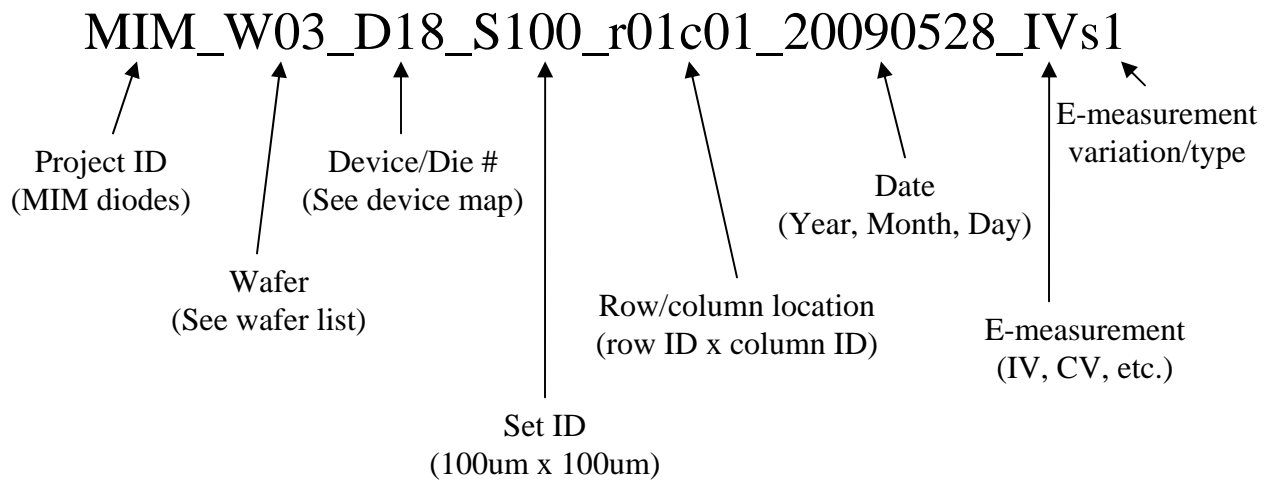 MIM_W03_D18_S100_r01c01_20090528_IVs1
Project ID
(MIM diodes)
Wafer
(See wafer list)
Device/Die #
(See device map)
Set ID
(100um x 100um)
Row/column location
(row ID x column ID)
Date
(Year, Month, Day)
E-measurement
(IV, CV, etc.)
E-measurement
variation/type